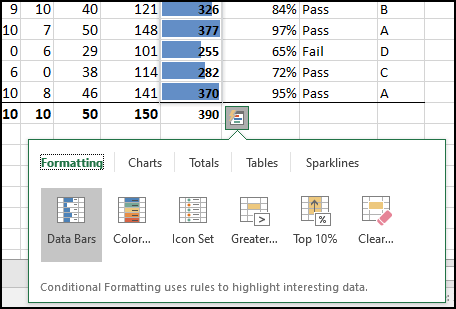 9 10 40 121 326 84% Pass B
10 7 50 148 377 97% Pass A
0 6 29 101 255 65% Fail D
6 0 38 114 282 72% Pass C
10 8 46 141 370 95% Pass A
10 10 50 150 390
Formatting Charts Totals Tables Sparklines
Data Bars Color... Icon Set Greater... Top 10% Clear...
Conditional Formatting uses rules to highlight interesting data.